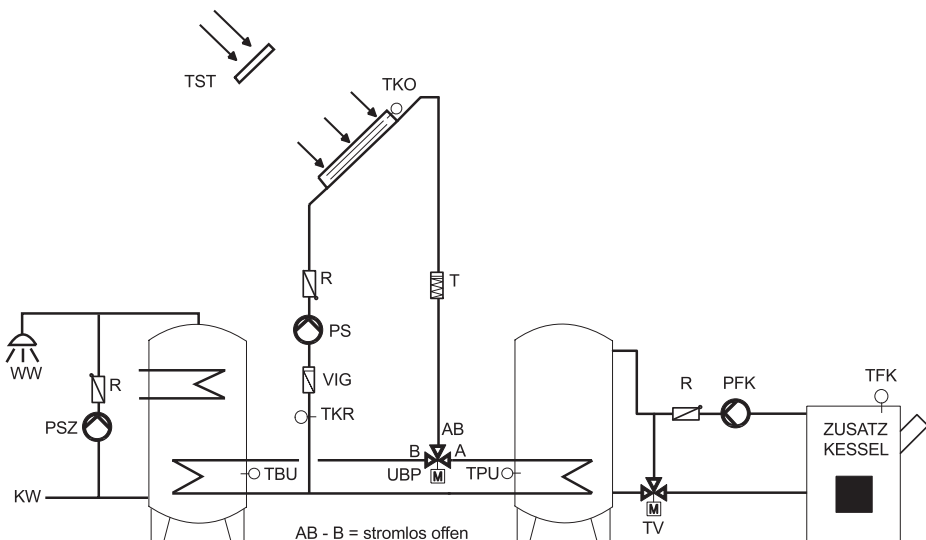 TST
TKO
R
T
PS
WW
R
VIG
R
PFK
TFK
PSZ
TKR
ZUSATZ
KESSEL
AB
B
A
KW
TBU
UBP
M
TPU
M
TV
AB - B = stromlos offen